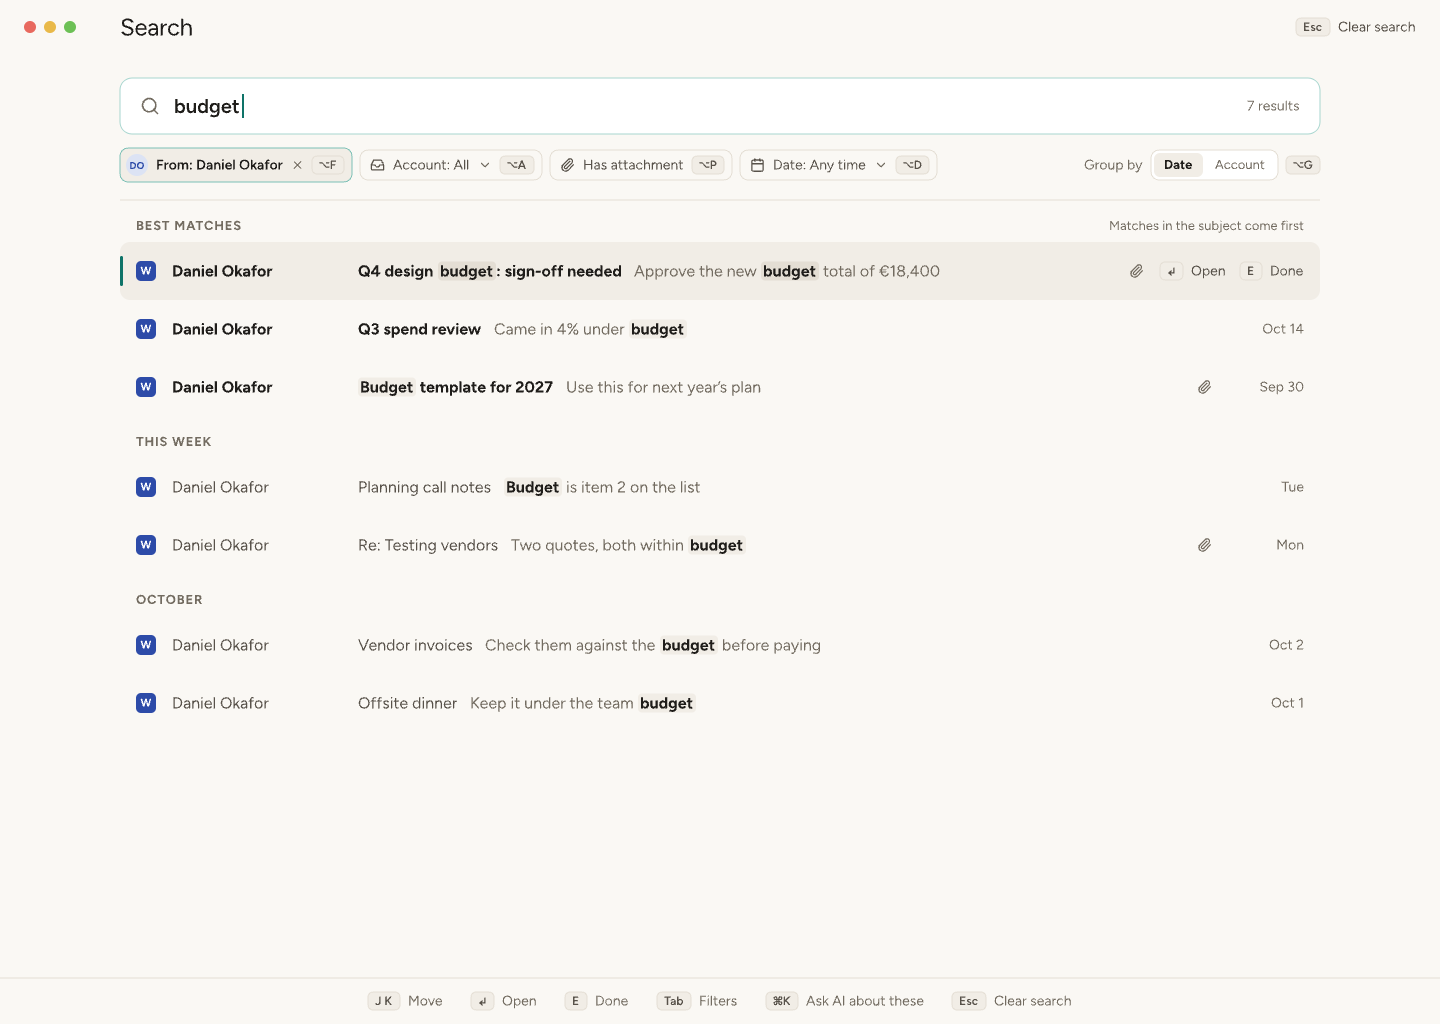 Search
Esc Clear search
budget
7 results
DO From: Daniel Okafor × ⌥F
Account: All ⌥A
Has attachment ⌥P
Date: Any time ⌥D
Group by Date Account ⌥G
BEST MATCHES
Matches in the subject come first
W Daniel Okafor Q4 design budget: sign-off needed Approve the new budget total of €18,400 ↲ Open E Done
W Daniel Okafor Q3 spend review Came in 4% under budget Oct 14
W Daniel Okafor Budget template for 2027 Use this for next year’s plan Sep 30
THIS WEEK
W Daniel Okafor Planning call notes Budget is item 2 on the list Tue
W Daniel Okafor Re: Testing vendors Two quotes, both within budget Mon
OCTOBER
W Daniel Okafor Vendor invoices Check them against the budget before paying Oct 2
W Daniel Okafor Offsite dinner Keep it under the team budget Oct 1
J K Move ↲ Open E Done Tab Filters ⌘K Ask AI about these Esc Clear search